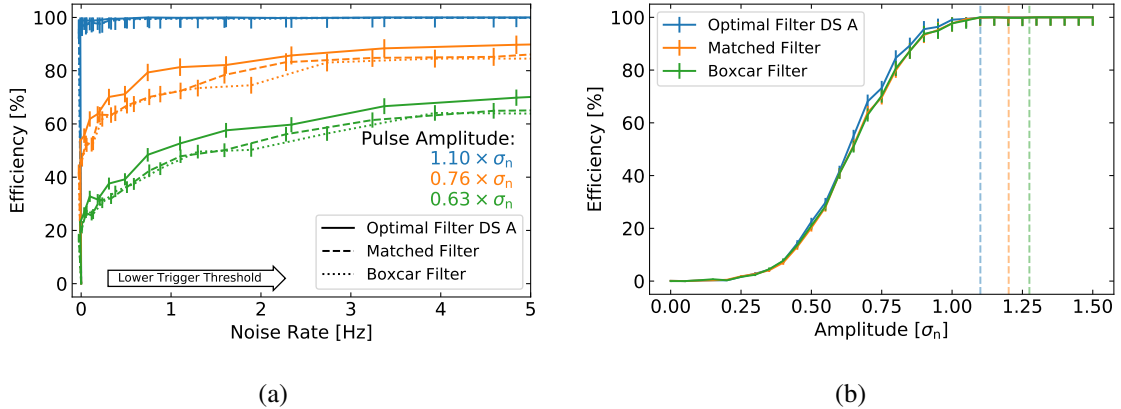 Efficiency [%]
100
80
60
40
20
0
Pulse Amplitude:
1.10 × σn
0.76 × σn
0.63 × σn
Optimal Filter DS A
Matched Filter
Boxcar Filter
Lower Trigger Threshold
0 1 2 3 4 5
Noise Rate [Hz]
(a)
Efficiency [%]
100
80
60
40
20
0
Optimal Filter DS A
Matched Filter
Boxcar Filter
0.00 0.25 0.50 0.75 1.00 1.25 1.50
Amplitude [σn]
(b)